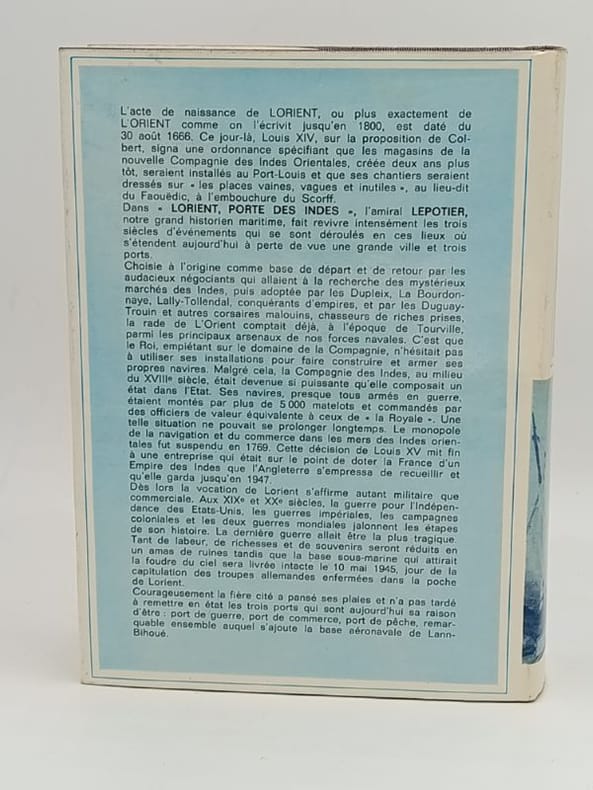 L'acte de naissance de LORIENT, ou plus exactement de
L'ORIENT comme on l'écrivit jusqu'en 1800, est daté du
30 août 1666. Ce jour-là, Louis XIV, sur la proposition de Col-
bert, signa une ordonnance spécifiant que les magasins de la
nouvelle Compagnie des Indes Orientales, créée deux ans plus
tôt, seraient installés au Port-Louis et que ses chantiers seraient
dressés sur « les places vaines, vagues et inutiles », au lieu-dit
du Faouëdic, à l'embouchure du Scorff.
Dans « LORIENT, PORTE DES INDES », l'amiral LEPOTIER,
notre grand historien maritime, fait revivre intensément les trois
siècles d'événements qui se sont déroulés en ces lieux où
s'étendent aujourd'hui à perte de vue une grande ville et trois
ports.
Choisie à l'origine comme base de départ et de retour par les
audacieux négociants qui allaient à la recherche des mystérieux
marchés des Indes, puis adoptée par les Dupleix, La Bourdon-
naye, Lally-Tollendal, conquérants d'empires, et par les Duguay-
Trouin et autres corsaires malouins, chasseurs de riches prises,
la rade de L'Orient comptait déjà, à l'époque de Tourville,
parmi les principaux arsenaux de nos forces navales. C'est que
le Roi, empiétant sur le domaine de la Compagnie, n'hésitait pas
à utiliser ses installations pour faire construire et armer ses
propres navires. Malgré cela, la Compagnie des Indes, au milieu
du XVIIIe siècle, était devenue si puissante qu'elle composait un
état dans l'Etat. Ses navires, presque tous armés en guerre,
étaient montés par plus de 5 000 matelots et commandés par
des officiers de valeur équivalente à ceux de « la Royale ». Une
telle situation ne pouvait se prolonger longtemps. Le monopole
de la navigation et du commerce dans les mers des Indes orien-
tales fut suspendu en 1769. Cette décision de Louis XV mit fin
à une entreprise qui était sur le point de doter la France d'un
Empire des Indes que l'Angleterre s'empressa de recueillir et
qu'elle garda jusqu'en 1947.
Dès lors la vocation de Lorient s'affirme autant militaire que
commerciale. Aux XIXe et XXe siècles, la guerre pour l'Indépen-
dance des Etats-Unis, les guerres impériales, les campagnes
coloniales et les deux guerres mondiales jalonnent les étapes
de son histoire. La dernière guerre allait être la plus tragique.
Tant de labeur, de richesses et de souvenirs seront réduits en
un amas de ruines tandis que la base sous-marine qui attirait
la foudre du ciel sera livrée intacte le 10 mai 1945, jour de la
capitulation des troupes allemandes enfermées dans la poche
de Lorient.
Courageusement la fière cité a pansé ses plaies et n'a pas tardé
à remettre en état les trois ports qui sont aujourd'hui sa raison
d'être : port de guerre, port de commerce, port de pêche, remar-
quable ensemble auquel s'ajoute la base aéronavale de Lann-
Bihoué.